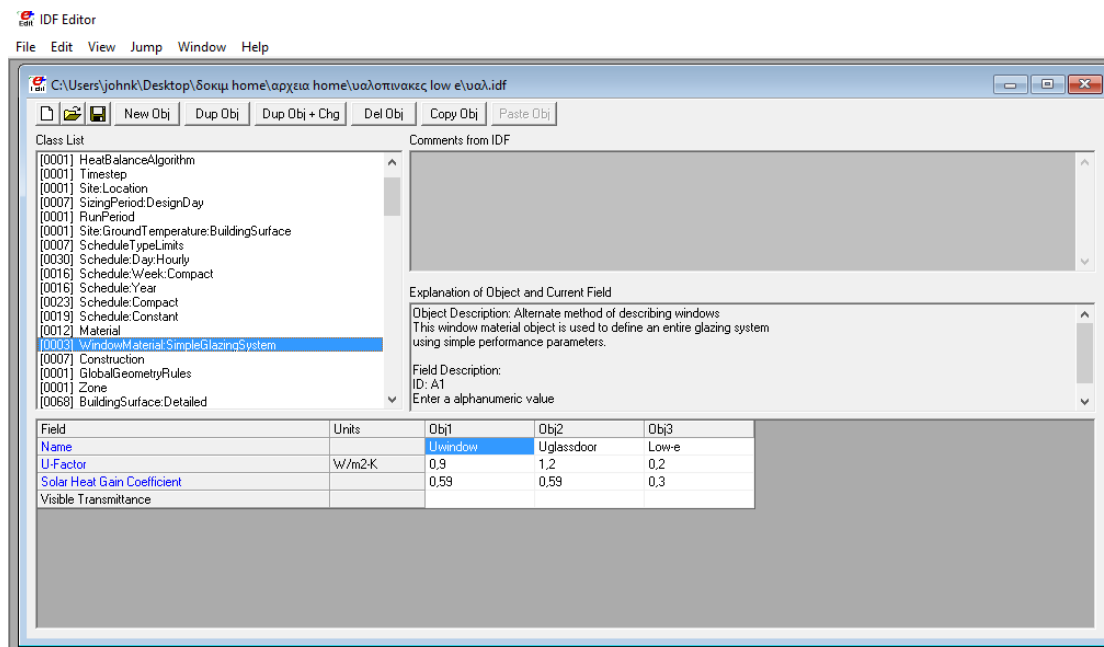 IDF Editor
File Edit View Jump Window Help
C:\Users\johnk\Desktop\δοκιμ home\αρχεια home\υαλοπινακες low e\υαλ.idf
New Obj Dup Obj Dup Obj + Chg Del Obj Copy Obj Paste Obj
Class List
[0001] HeatBalanceAlgorithm
[0001] Timestep
[0001] Site:Location
[0007] SizingPeriod:DesignDay
[0001] RunPeriod
[0001] Site:GroundTemperature:BuildingSurface
[0007] ScheduleTypeLimits
[0030] Schedule:Day:Hourly
[0016] Schedule:Week:Compact
[0016] Schedule:Year
[0023] Schedule:Compact
[0019] Schedule:Constant
[0012] Material
[0003] WindowMaterial:SimpleGlazingSystem
[0007] Construction
[0001] GlobalGeometryRules
[0001] Zone
[0068] BuildingSurface:Detailed
Comments from IDF
Explanation of Object and Current Field
Object Description: Alternate method of describing windows
This window material object is used to define an entire glazing system
using simple performance parameters.
Field Description:
ID: A1
Enter a alphanumeric value
Field Units Obj1 Obj2 Obj3
Name Uwindow Uglassdoor Low-e
U-Factor W/m2-K 0,9 1,2 0,2
Solar Heat Gain Coefficient 0,59 0,59 0,3
Visible Transmittance